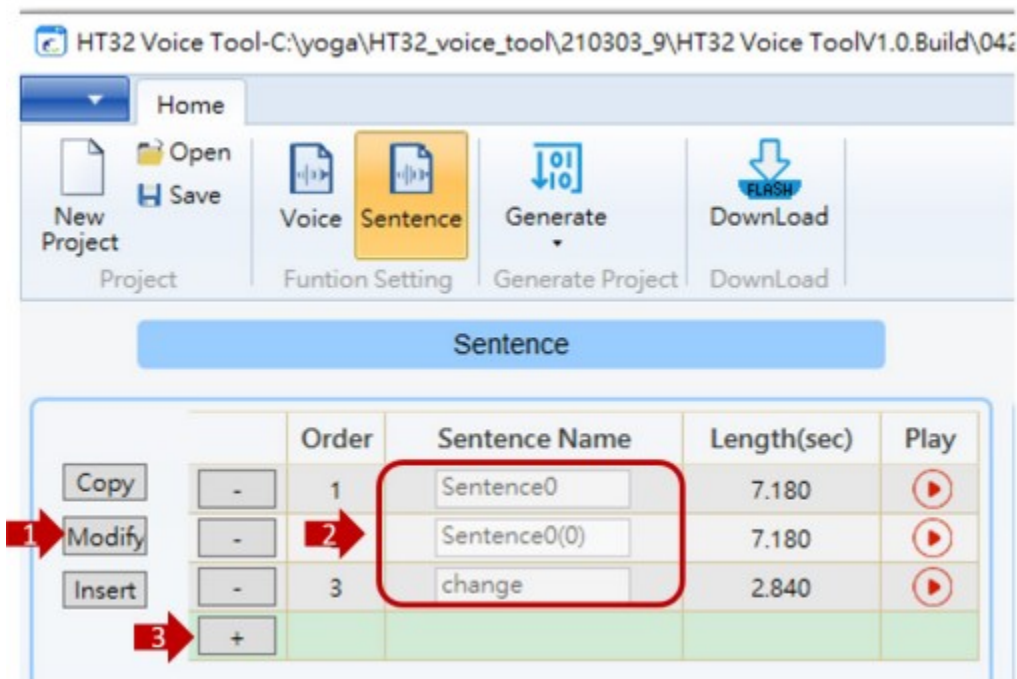 HT32 Voice Tool-C:\yoga\HT32_voice_tool\210303_9\HT32 Voice ToolV1.0.Build\042
Home
New Project
Open
Save
Voice
Sentence
Generate
FLASH
DownLoad
Project
Funtion Setting
Generate Project
DownLoad
Sentence
Order Sentence Name Length(sec) Play
Copy - 1 Sentence0 7.180
1 Modify - 2 Sentence0(0) 7.180
Insert - 3 change 2.840
3 +